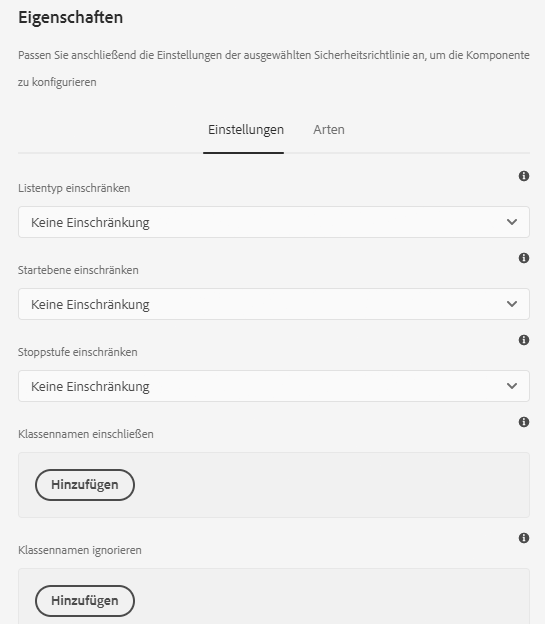 Eigenschaften
Passen Sie anschließend die Einstellungen der ausgewählten Sicherheitsrichtlinie an, um die Komponente
zu konfigurieren
Einstellungen Arten
Listentyp einschränken
Keine Einschränkung
Startebene einschränken
Keine Einschränkung
Stoppstufe einschränken
Keine Einschränkung
Klassennamen einschließen
Hinzufügen
Klassennamen ignorieren
Hinzufügen